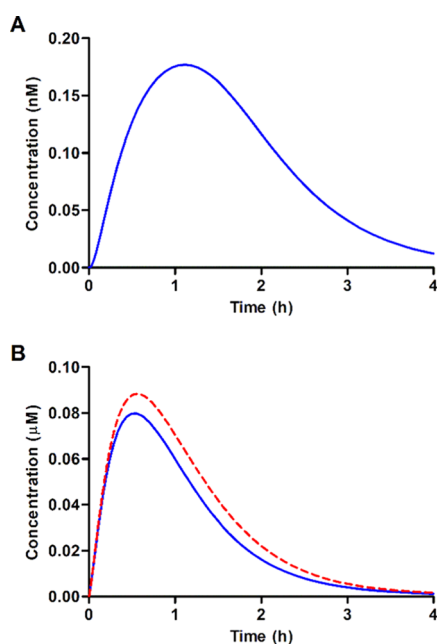 A
Concentration (nM)
0.20
0.15
0.10
0.05
0.00
0 1 2 3 4
Time (h)
B
Concentration (μM)
0.10
0.08
0.06
0.04
0.02
0.00
0 1 2 3 4
Time (h)